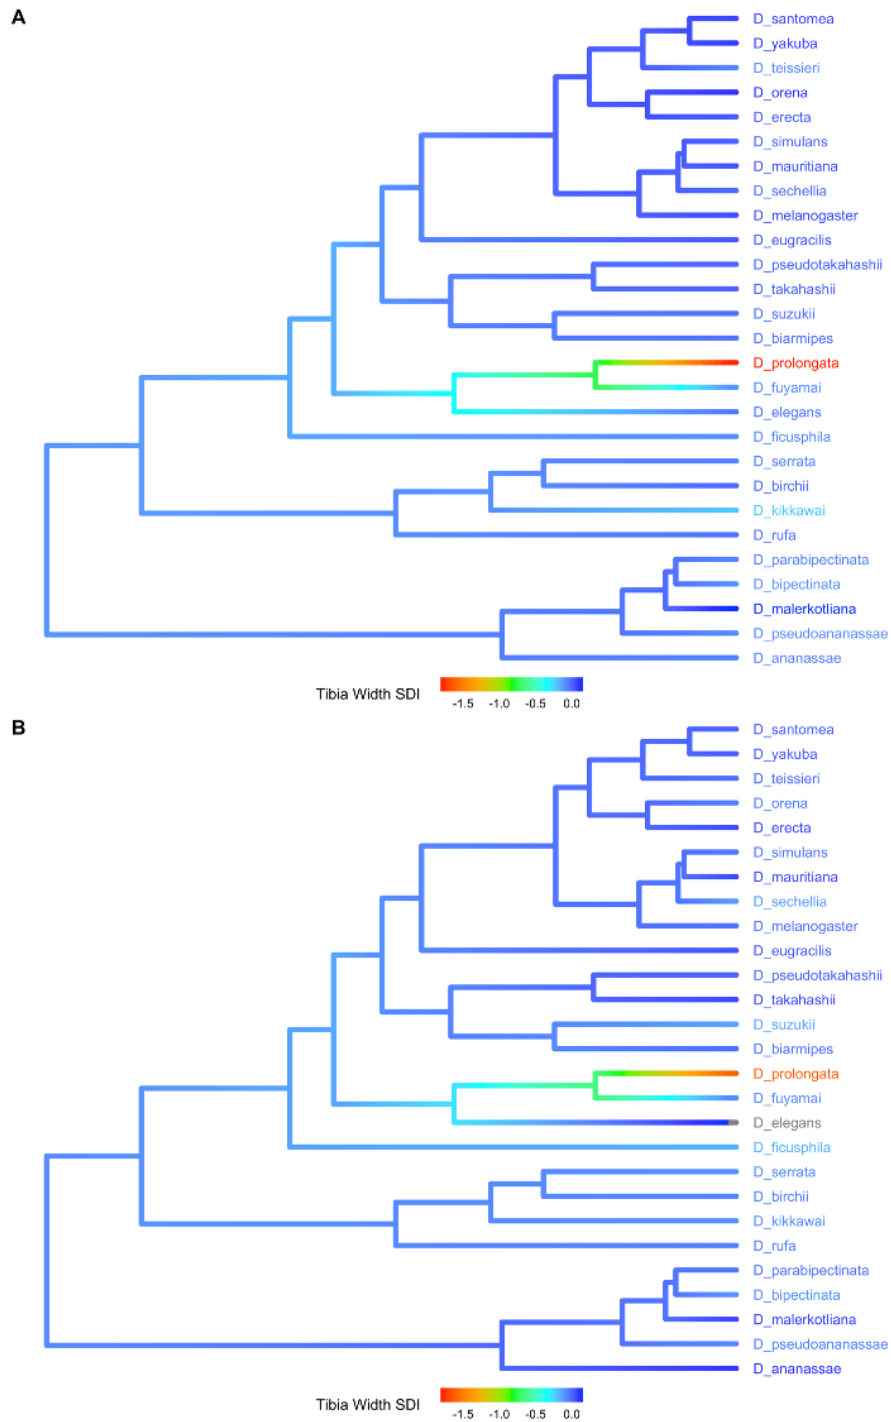 A
D_santomea
D_yakuba
D_teissieri
D_orena
D_erecta
D_simulans
D_mauritiana
D_sechellia
D_melanogaster
D_eugracilis
D_pseudotakahashii
D_takahashii
D_suzukii
D_biarmipes
D_prolongata
D_fuyamai
D_elegans
D_ficusphila
D_serrata
D_birchii
D_kikkawai
D_rufa
D_parabipectinata
D_bipectinata
D_malerkotliana
D_pseudoananassae
D_ananassae
Tibia Width SDI
-1.5 -1.0 -0.5 0.0
B
D_santomea
D_yakuba
D_teissieri
D_orena
D_erecta
D_simulans
D_mauritiana
D_sechellia
D_melanogaster
D_eugracilis
D_pseudotakahashii
D_takahashii
D_suzukii
D_biarmipes
D_prolongata
D_fuyamai
D_elegans
D_ficusphila
D_serrata
D_birchii
D_kikkawai
D_rufa
D_parabipectinata
D_bipectinata
D_malerkotliana
D_pseudoananassae
D_ananassae
Tibia Width SDI
-1.5 -1.0 -0.5 0.0